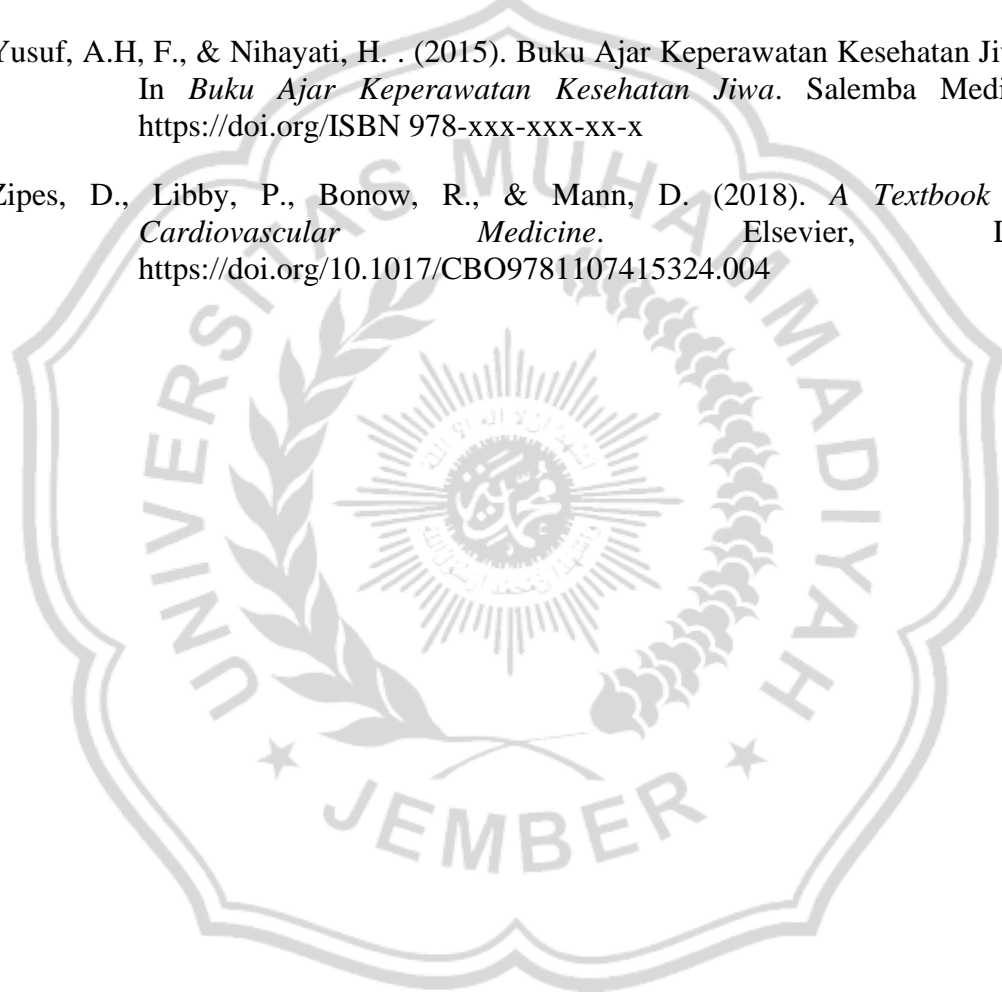 Yusuf, A.H, F., & Nihayati, H. . (2015). Buku Ajar Keperawatan Kesehatan
In Buku Ajar Keperawatan Kesehatan Jiwa. Salemba
https://doi.org/ISBN 978-xxx-xxx-xx-x
Zipes, D., Libby, P., Bonow, R., & Mann, D. (2018). A Textbook
Cardiovascular Medicine. Elsevier,
https://doi.org/10.1017/CBO9781107415324.004
UNIVERSITAS MUHAMMADIYAH
JEMBER